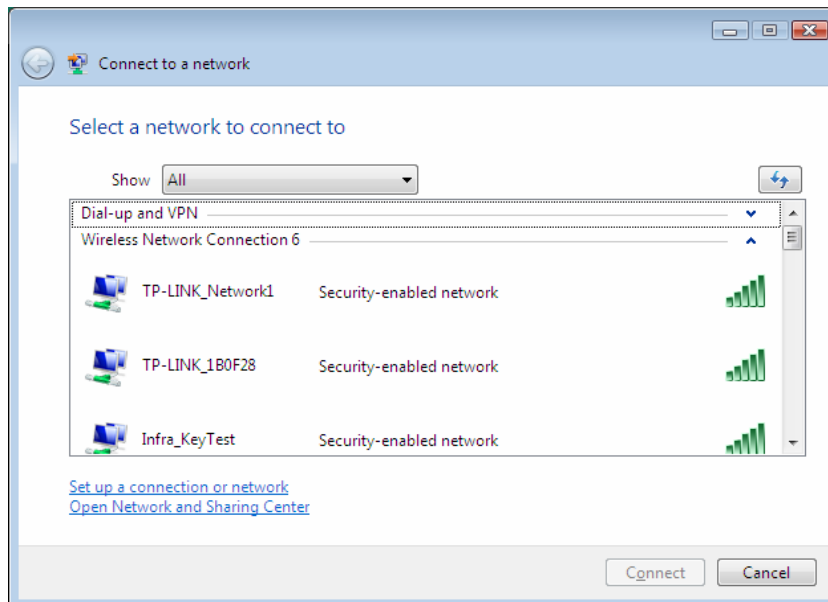 Connect to a network
Select a network to connect to
Show All
Dial-up and VPN
Wireless Network Connection 6
TP-LINK_Network1 Security-enabled network
TP-LINK_1B0F28 Security-enabled network
Infra_KeyTest Security-enabled network
Set up a connection or network
Open Network and Sharing Center
Connect Cancel